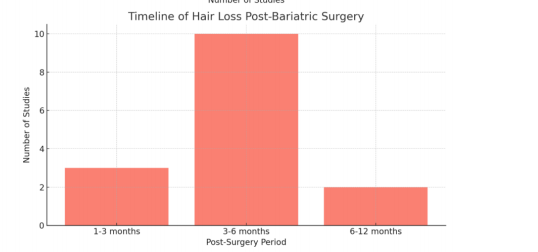 Number of Studies
Timeline of Hair Loss Post-Bariatric Surgery
10
8
6
4
2
0
Number of Studies
1-3 months
3-6 months
6-12 months
Post-Surgery Period